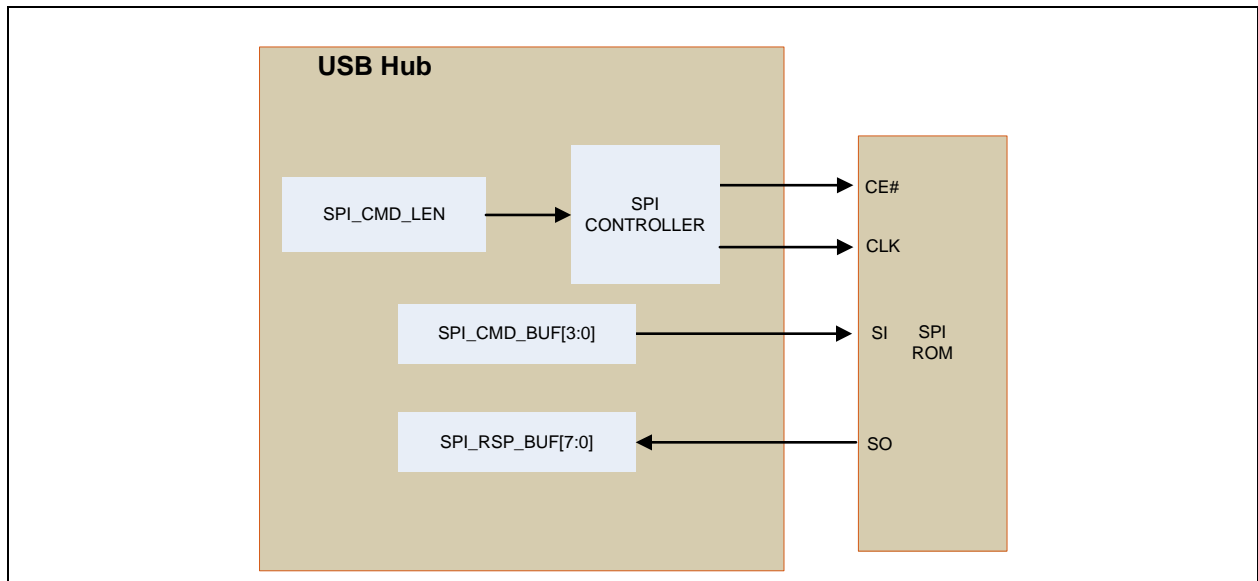 USB Hub
SPI_CMD_LEN
SPI
CONTROLLER
CE#
CLK
SPI_CMD_BUF[3:0]
SI
SPI
ROM
SPI_RSP_BUF[7:0]
SO